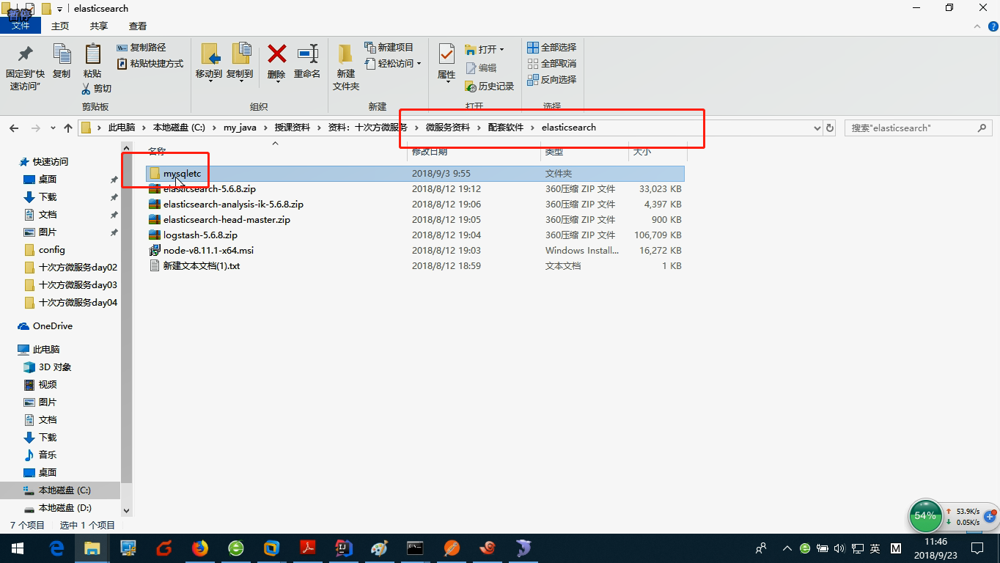 elasticsearch
暂停
文件 主页 共享 查看
固定到"快速访问"
复制
粘贴
复制路径
粘贴快捷方式
剪切
剪贴板
移动到
复制到
删除
重命名
组织
新建文件夹
新建项目
轻松访问
新建
属性
打开
编辑
历史记录
打开
全部选择
全部取消
反向选择
选择
此电脑 本地磁盘 (C:) my_java 授课资料 资料：十次方微服务 微服务资料 配套软件 elasticsearch
搜索"elasticsearch"
名称 修改日期 类型 大小
mysqletc 2018/9/3 9:55 文件夹
elasticsearch-5.6.8.zip 2018/8/12 19:12 360压缩 ZIP 文件 33,023 KB
elasticsearch-analysis-ik-5.6.8.zip 2018/8/12 19:06 360压缩 ZIP 文件 4,397 KB
elasticsearch-head-master.zip 2018/8/12 19:05 360压缩 ZIP 文件 900 KB
logstash-5.6.8.zip 2018/8/12 19:04 360压缩 ZIP 文件 106,709 KB
node-v8.11.1-x64.msi 2018/8/12 19:03 Windows Install... 16,272 KB
新建文本文档(1).txt 2018/8/12 18:59 文本文档 1 KB
快速访问
桌面
下载
文档
图片
config
十次方微服务day02
十次方微服务day03
十次方微服务day04
OneDrive
此电脑
3D 对象
视频
图片
文档
下载
音乐
桌面
本地磁盘 (C:)
本地磁盘 (D:)
7 个项目 选中 1 个项目
54%
53.9K/s
0.05K/s
英
M
11:46
2018/9/23